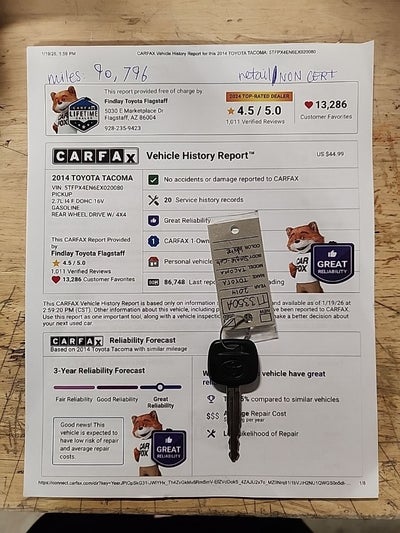 1/19/26, 2:59 PM CARFAX Vehicle History Report for this 2014 TOYOTA TACOMA: 5TFPX4EN6EX020080
miles 90,796 retail/NON CERT
This report provided free of charge by
Findlay Toyota Flagstaff
5030 E Marketplace Dr
Flagstaff, AZ 86004
928-235-9423
2024 TOP-RATED DEALER
4.5 / 5.0
1,011 Verified Reviews
13,286
Customer Favorites
CAR FOX
LIFETIME
CARFAX Vehicle History Report™ US $44.99
2014 TOYOTA TACOMA
VIN: 5TFPX4EN6EX020080
PICKUP
2.7L I4 F DOHC 16V
GASOLINE
REAR WHEEL DRIVE W/ 4X4
This CARFAX Report Provided by
Findlay Toyota Flagstaff
4.5 / 5.0
1,011 Verified Reviews
13,286 Customer Favorites
No accidents or damage reported to CARFAX
20 Service history records
Great Reliability
1 CARFAX 1-Own
Personal vehic
86,748 Last repo
GREAT
RELIABILITY
This CARFAX Vehicle History Report is based only on information available as of 1/19/26 at
2:59:20 PM (CST). Other information about this vehicle, including have been reported to CARFAX.
Use this report as one important tool, along with a vehicle inspection make a better decision about
your next used car.
CARFAX Reliability Forecast
Based on 2014 Toyota Tacoma with similar mileage
3-Year Reliability Forecast
Fair Reliability Good Reliability Great
Reliability
Good news! This
vehicle is expected to
have low risk of repair
and average repair
costs.
GREAT
RELIABILITY
vehicle have great
compared to similar vehicles
$$$ Repair Cost
per year
Likelihood of Repair
1/8